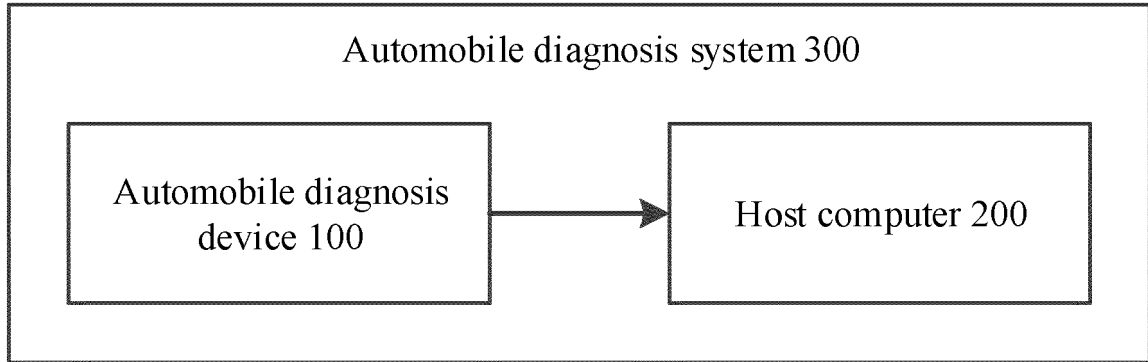 Automobile diagnosis system 300
Automobile diagnosis
device 100
Host computer 200